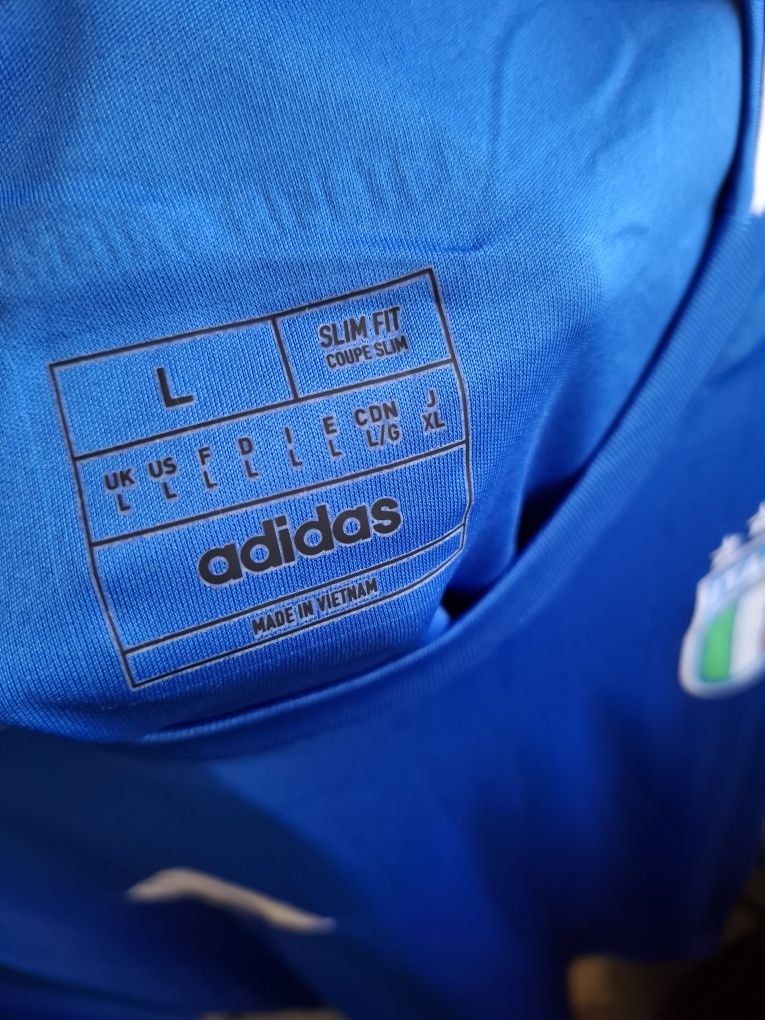 L
SLIM FIT
COUPE SLIM
UK US F D I E CDN J
L L L L L L L/G XL
adidas
MADE IN VIETNAM